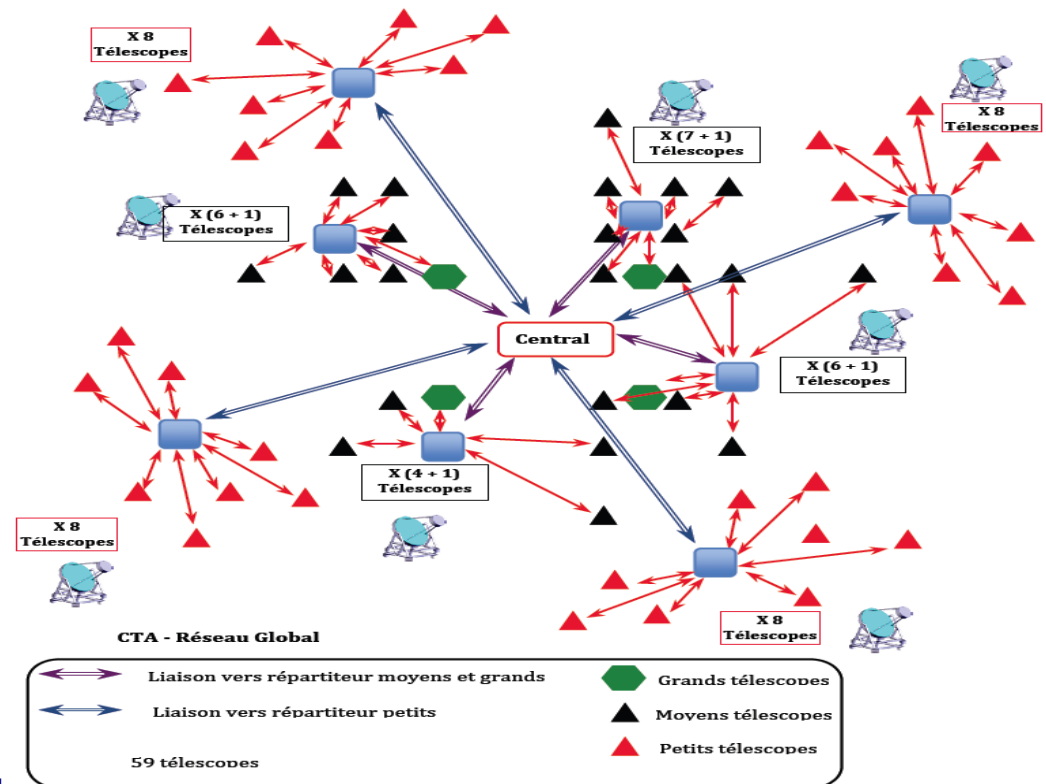 X 8
Télescopes
X (7 + 1)
Télescopes
X 8
Télescopes
X (6 + 1)
Télescopes
Central
X (6 + 1)
Télescopes
X (4 + 1)
Télescopes
X 8
Télescopes
X 8
Télescopes
CTA - Réseau Global
Liaison vers répartiteur moyens et grands
Grands télescopes
Liaison vers répartiteur petits
Moyens télescopes
Petits télescopes
59 télescopes